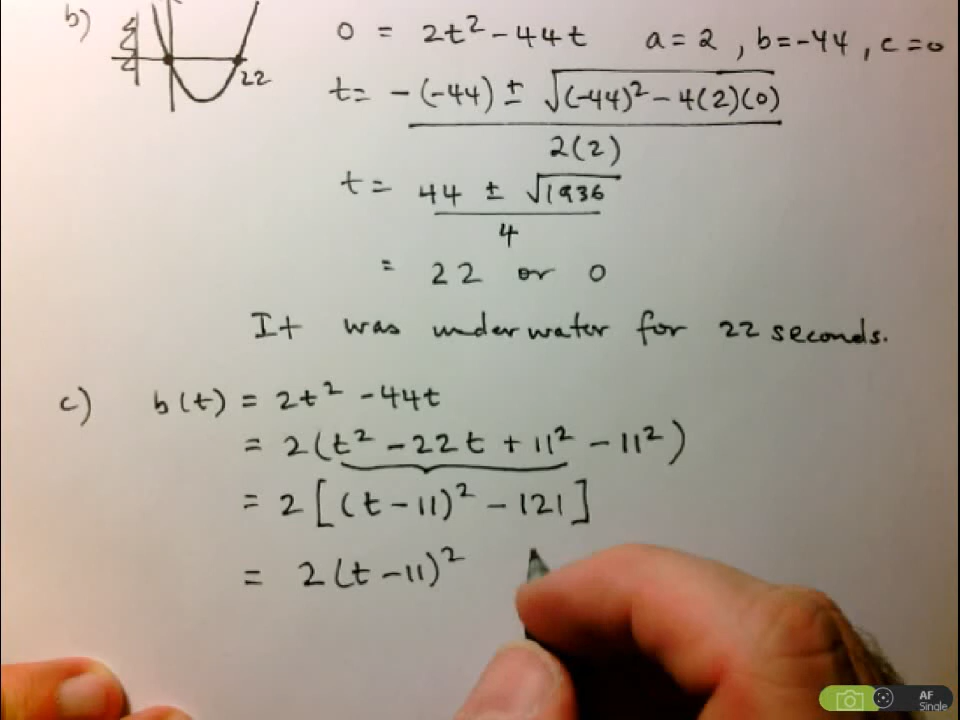 b)
22
0 = 2t² - 44t  a = 2, b = -44, c = 0
t = -(-44) ± √(-44)² - 4(2)(0)
2(2)
t = 44 ± √1936
4
= 22 or 0
It was underwater for 22 seconds.
c) b(t) = 2t² - 44t
= 2(t² - 22t + 11² - 11²)
= 2[(t - 11)² - 121]
= 2(t - 11)²
AF
Single